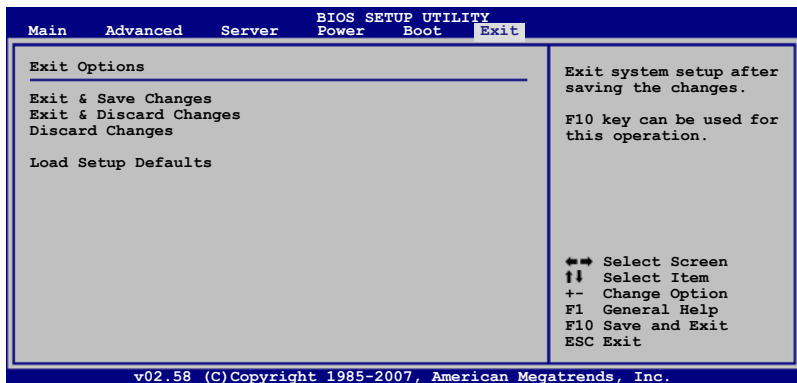 BIOS SETUP UTILITY
Main Advanced Server Power Boot Exit
Exit Options
Exit & Save Changes
Exit & Discard Changes
Discard Changes
Load Setup Defaults
Exit system setup after
saving the changes.
F10 key can be used for
this operation.
←→ Select Screen
↑↓ Select Item
+- Change Option
F1 General Help
F10 Save and Exit
ESC Exit
v02.58 (C)Copyright 1985-2007, American Megatrends, Inc.